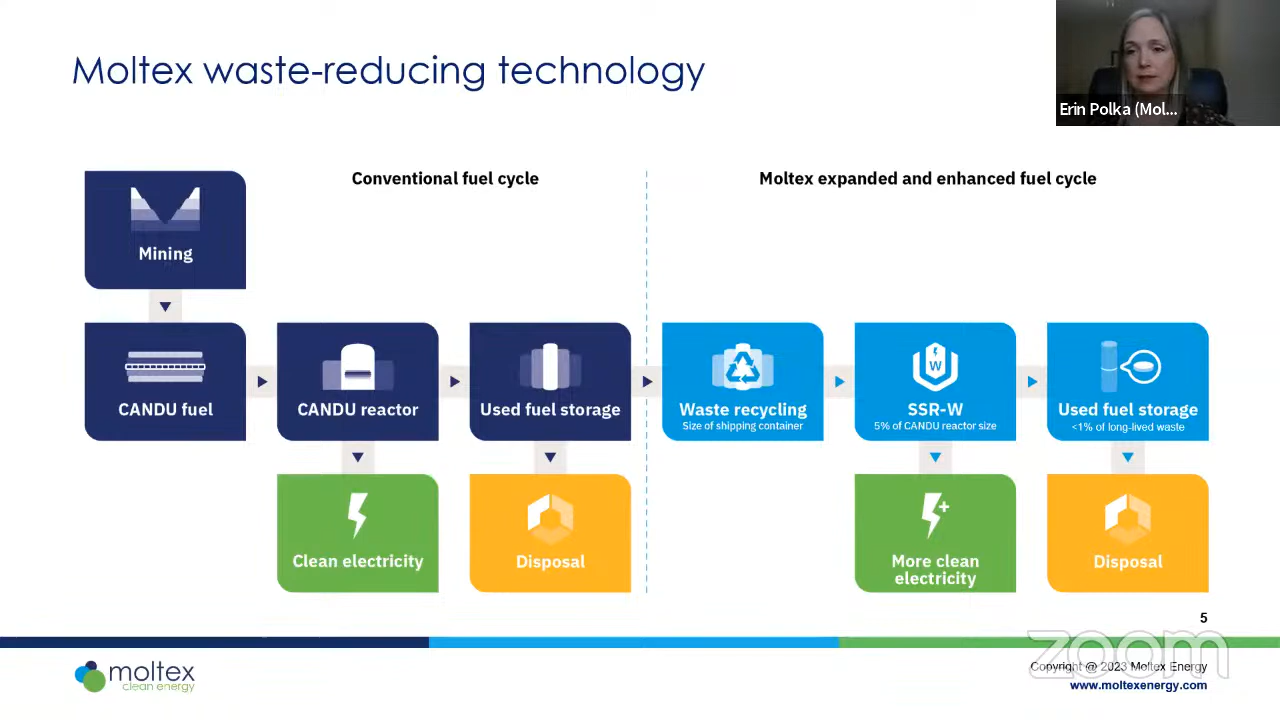 Moltex waste-reducing technology
Erin Polka (Mol...
Conventional fuel cycle
Moltex expanded and enhanced fuel cycle
Mining
CANDU fuel
CANDU reactor
Used fuel storage
Waste recycling
Size of shipping container
SSR-W
5% of CANDU reactor size
Used fuel storage
<1% of long-lived waste
W
Clean electricity
Disposal
More clean
electricity
Disposal
5
zoom
moltex
clean energy
Copyright @ 2023 Moltex Energy
www.moltexenergy.com